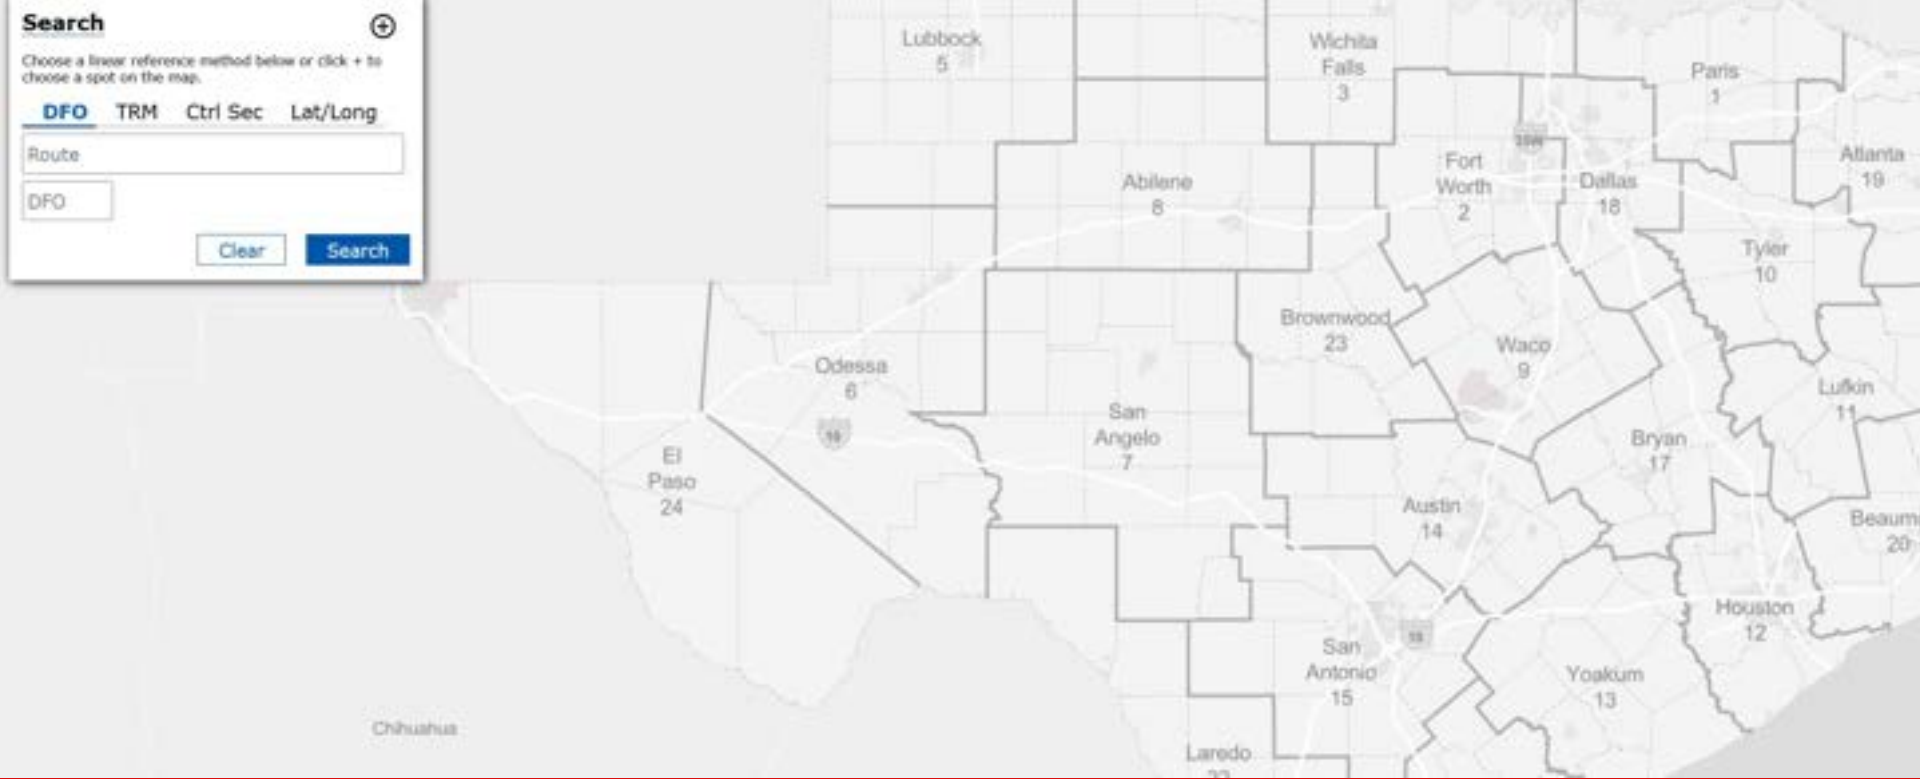 Search
Choose a linear reference method below or click + to
choose a spot on the map.
DFO TRM Ctrl Sec Lat/Long
Route
DFO
Clear Search
Lubbock
5
Wichita
Falls
3
Paris
1
Abilene
8
Fort
Worth
2
35W
Dallas
18
Atlanta
19
Tyler
10
Odessa
6
10
Brownwood
23
Waco
9
Lufkin
11
San
Angelo
7
Bryan
17
El
Paso
24
Austin
14
Beaum
20
Houston
12
San
Antonio
15
Yoakum
13
Chihuahua
Laredo
22